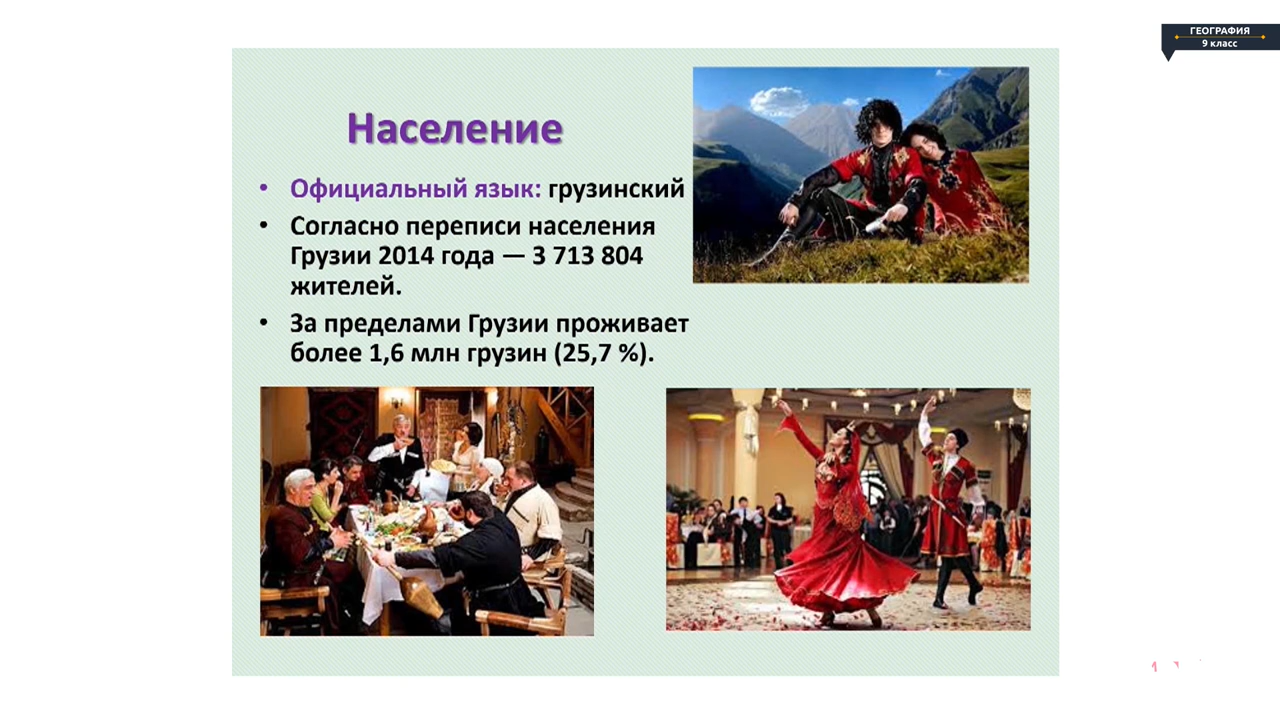 ГЕОГРАФИЯ
9 класс
Население
• Официальный язык: грузинский
• Согласно переписи населения
Грузии 2014 года — 3 713 804
жителей.
• За пределами Грузии проживает
более 1,6 млн грузин (25,7 %).